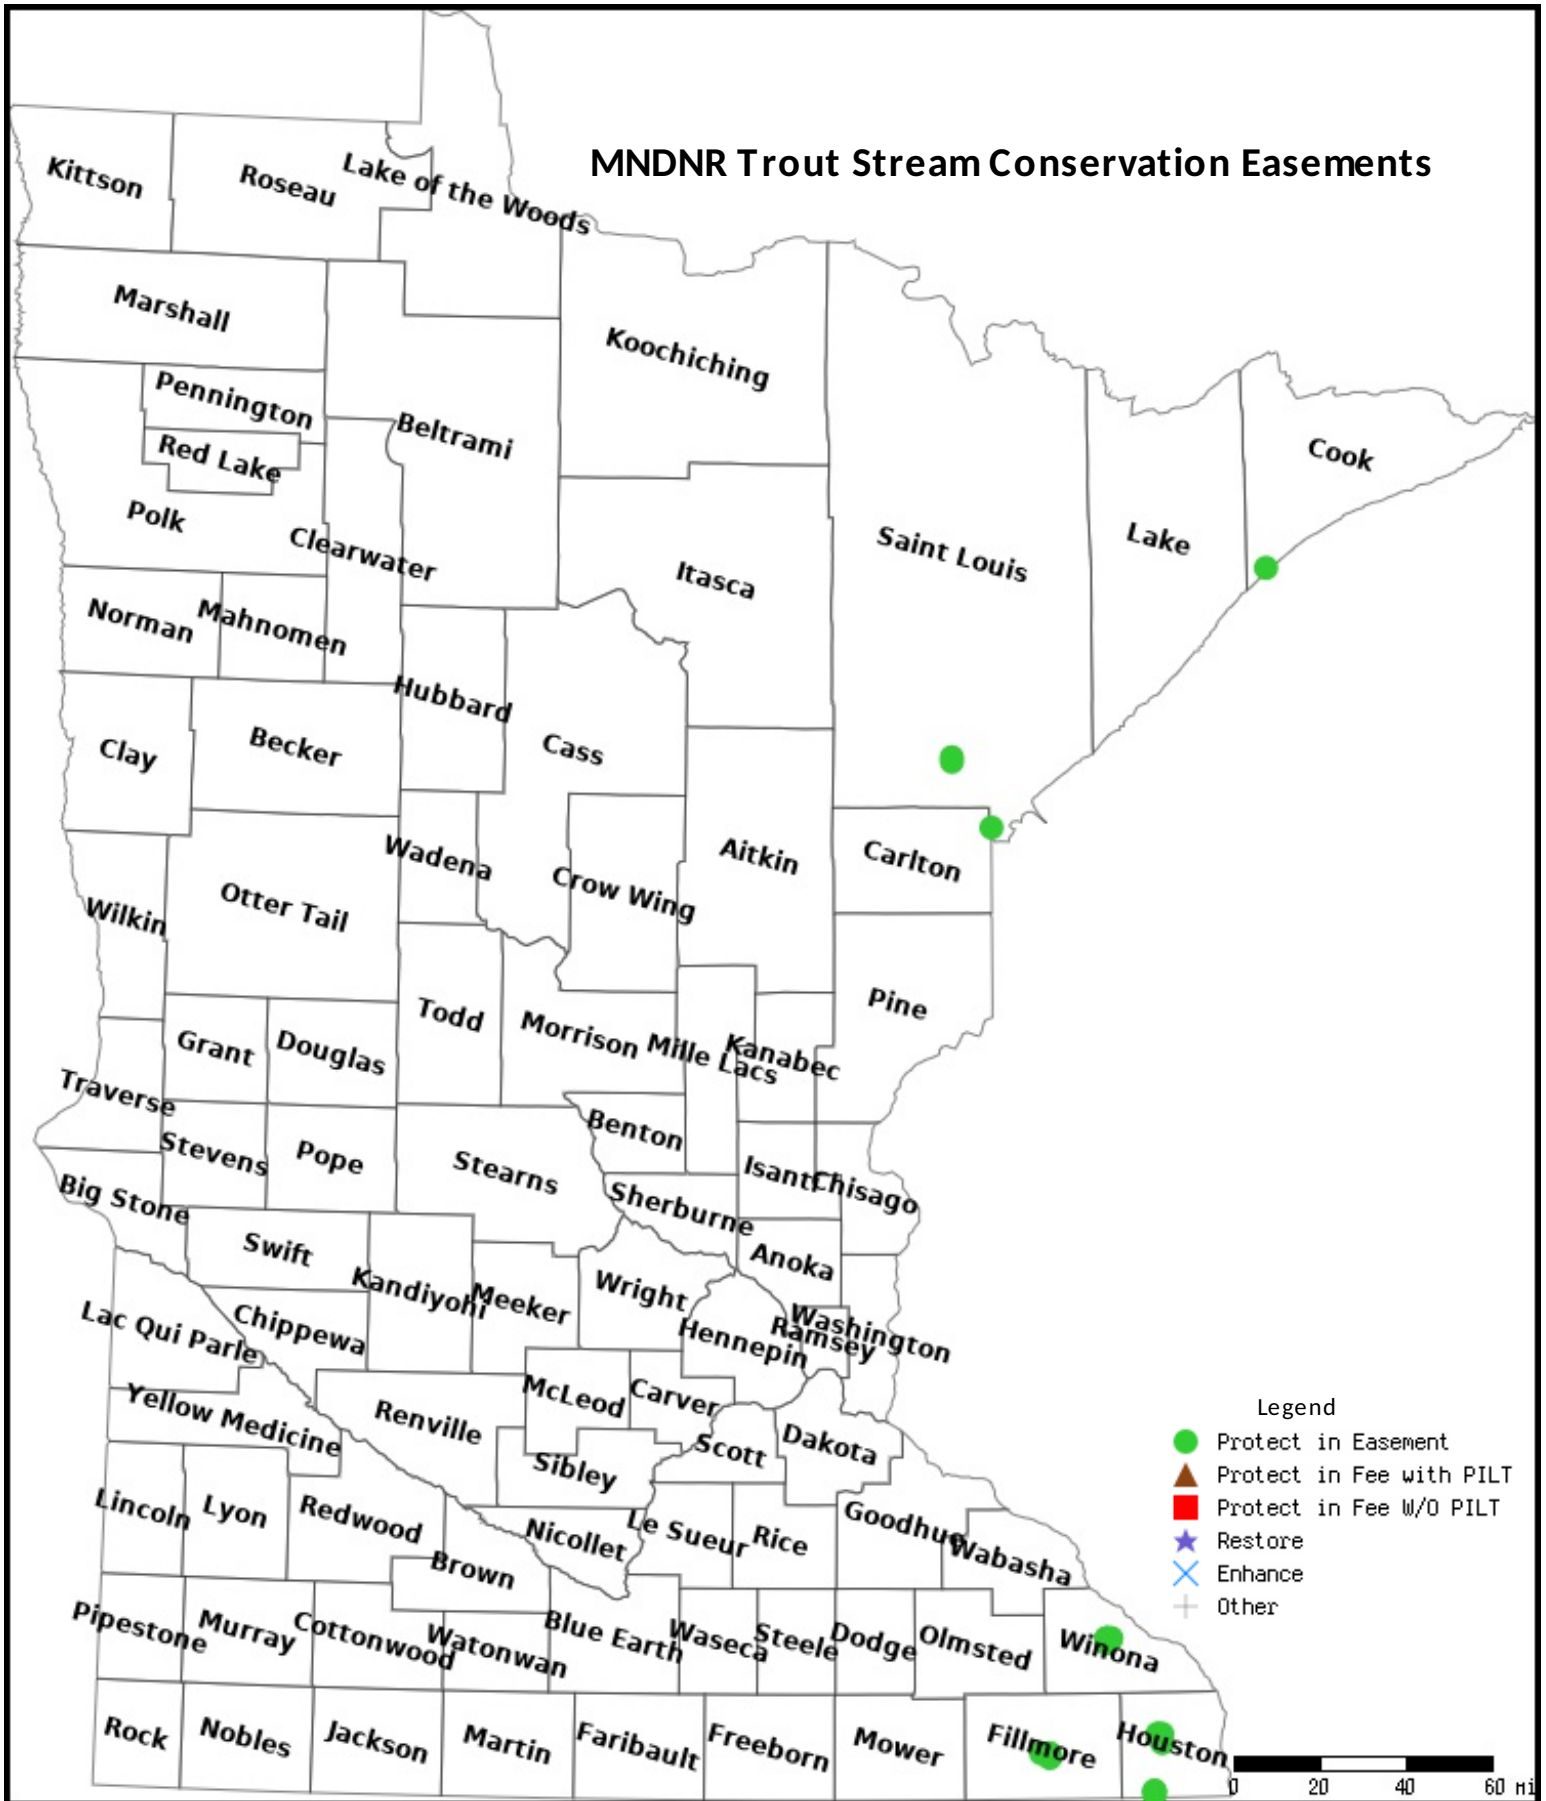 MNDNR Trout Stream Conservation Easements
Kittson
Roseau
Lake of the Woods
Marshall
Koochiching
Pennington
Beltrami
Red Lake
Cook
Polk
Clearwater
Itasca
Saint Louis
Lake
Norman
Mahnomen
Hubbard
Clay
Becker
Cass
Wadena
Aitkin
Carlton
Otter Tail
Crow Wing
Wilkin
Pine
Todd
Morrison
Mille Lacs
Kanabec
Grant
Douglas
Traverse
Benton
Stevens
Pope
Stearns
Isanti
Chisago
Big Stone
Sherburne
Swift
Anoka
Kandiyohi
Meeker
Wright
Lac Qui Parle
Chippewa
Hennepin
Ramsey
Washington
McLeod
Carver
Yellow Medicine
Renville
Scott
Dakota
Sibley
Lincoln
Lyon
Redwood
Nicollet
Le Sueur
Rice
Goodhue
Wabasha
Brown
Pipestone
Murray
Cottonwood
Watonwan
Blue Earth
Waseca
Steele
Dodge
Olmsted
Winona
Rock
Nobles
Jackson
Martin
Faribault
Freeborn
Mower
Fillmore
Houston
Legend
Protect in Easement
Protect in Fee with PILT
Protect in Fee W/O PILT
Restore
Enhance
Other
0 20 40 60 mi